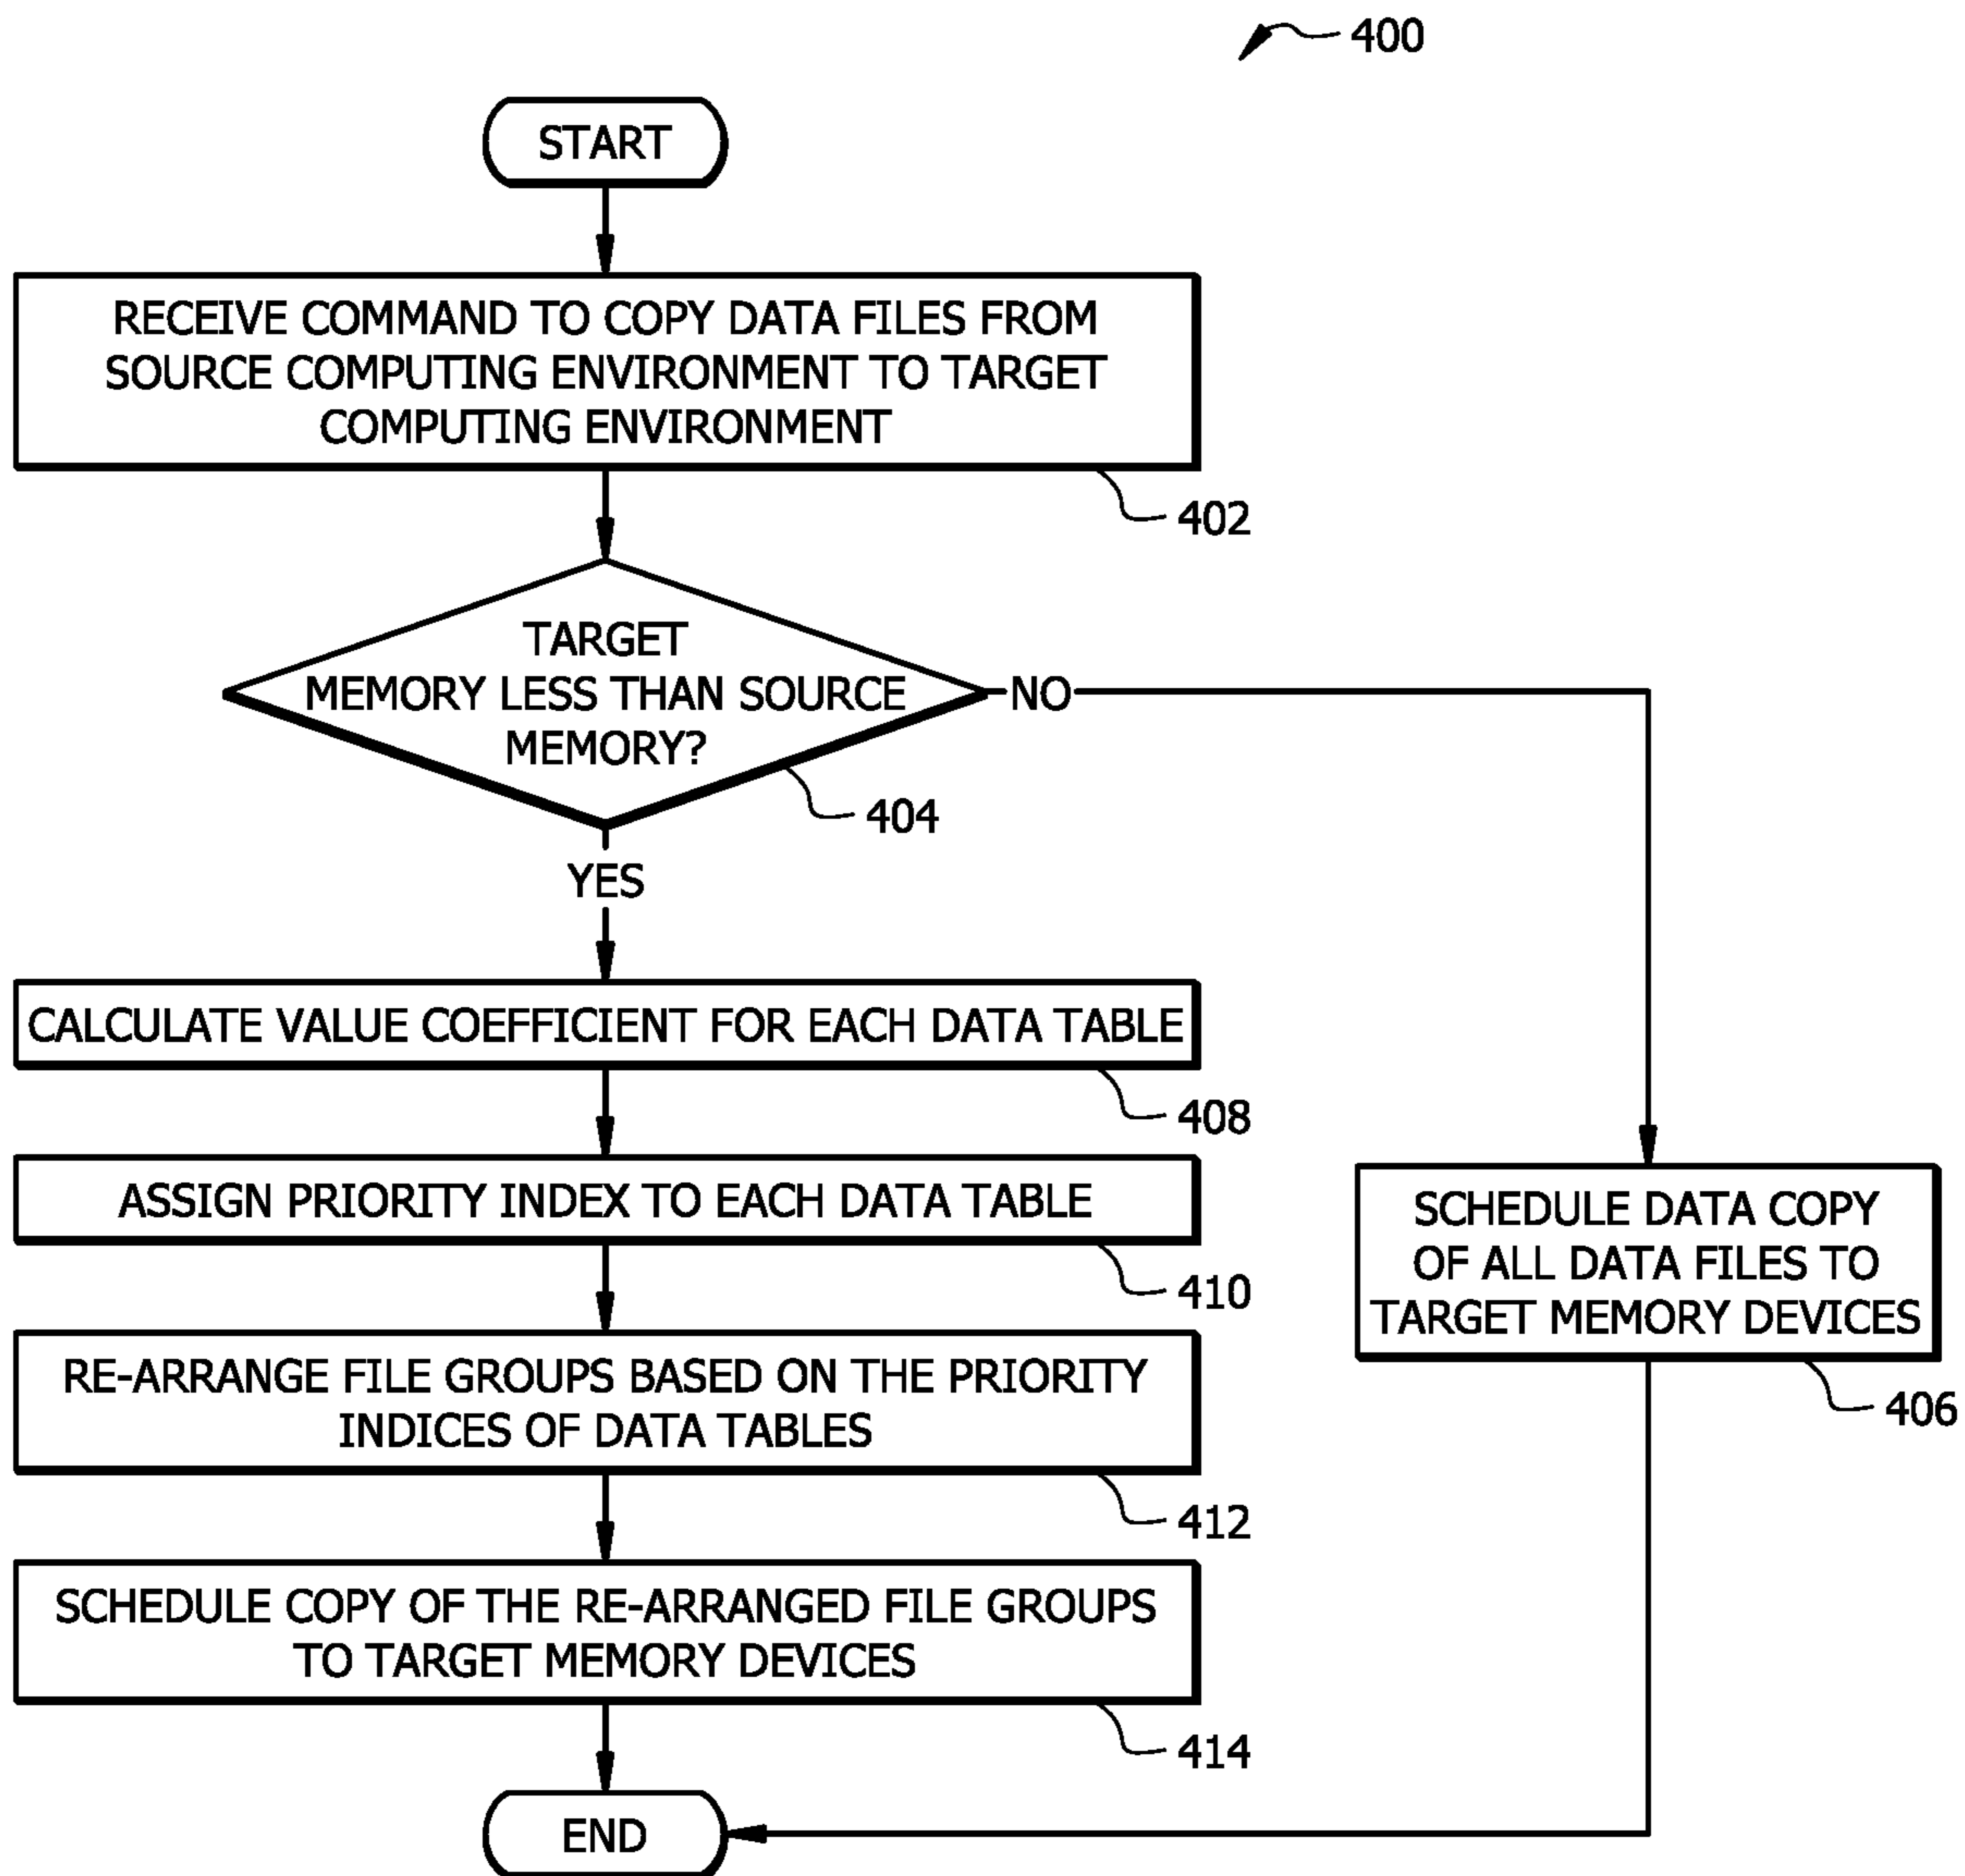 400
START
RECEIVE COMMAND TO COPY DATA FILES FROM
SOURCE COMPUTING ENVIRONMENT TO TARGET
COMPUTING ENVIRONMENT
402
TARGET
MEMORY LESS THAN SOURCE
MEMORY?
404
NO
YES
CALCULATE VALUE COEFFICIENT FOR EACH DATA TABLE
408
ASSIGN PRIORITY INDEX TO EACH DATA TABLE
410
RE-ARRANGE FILE GROUPS BASED ON THE PRIORITY
INDICES OF DATA TABLES
412
SCHEDULE COPY OF THE RE-ARRANGED FILE GROUPS
TO TARGET MEMORY DEVICES
414
SCHEDULE DATA COPY
OF ALL DATA FILES TO
TARGET MEMORY DEVICES
406
END